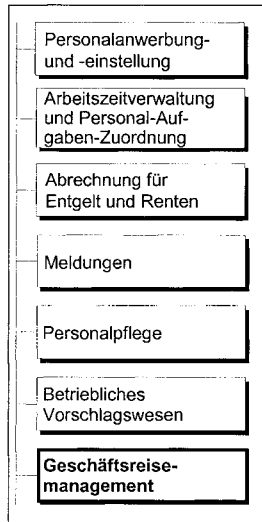 Personalanwerbung-
und -einstellung
Arbeitszeitverwaltung
und Personal-Auf-
gaben-Zuordnung
Abrechnung für
Entgelt und Renten
Meldungen
Personalpflege
Betriebliches
Vorschlagswesen
Geschäftsreise-
management